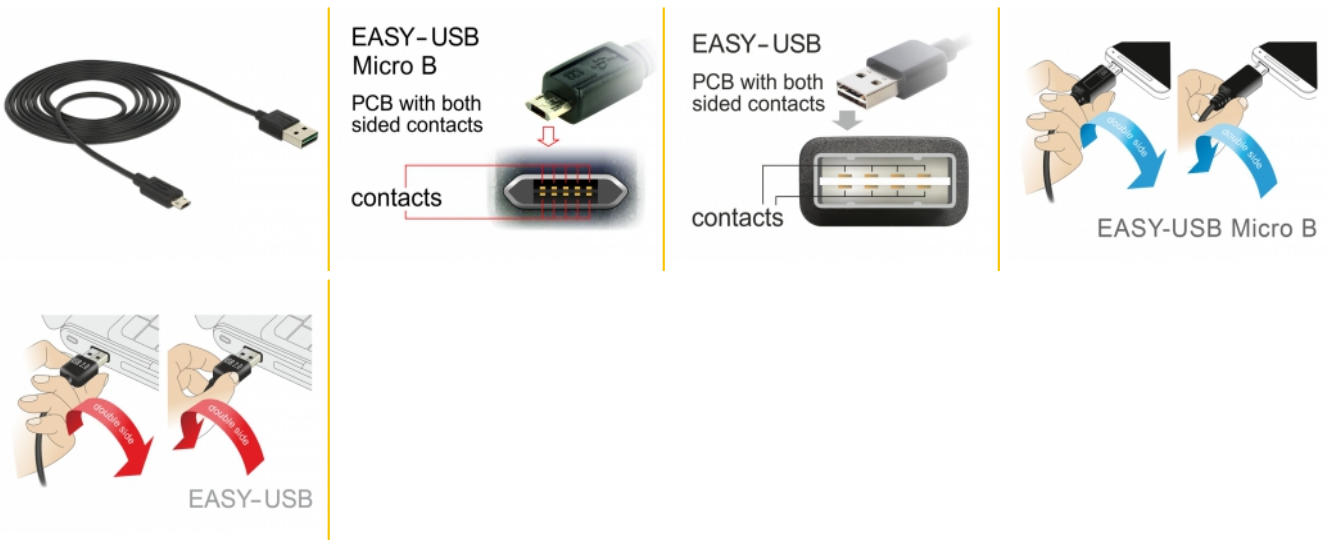 EASY-USB
Micro B
PCB with both
sided contacts
contacts
EASY-USB
PCB with both
sided contacts
contacts
double side
double side
EASY-USB Micro B
double side
double side
EASY-USB